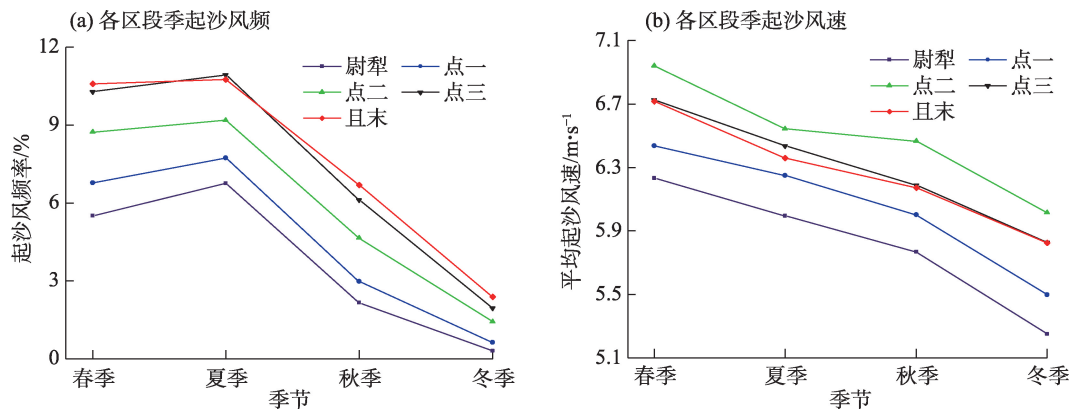 (a) 各区段季起沙风频
12
9
6
3
0
起沙风频率/%
尉犁
点一
点二
点三
且末
春季
夏季
秋季
冬季
季节
(b) 各区段季起沙风速
7.1
6.7
6.3
5.9
5.5
5.1
平均起沙风速/m•s⁻¹
尉犁
点一
点二
点三
且末
春季
夏季
秋季
冬季
季节